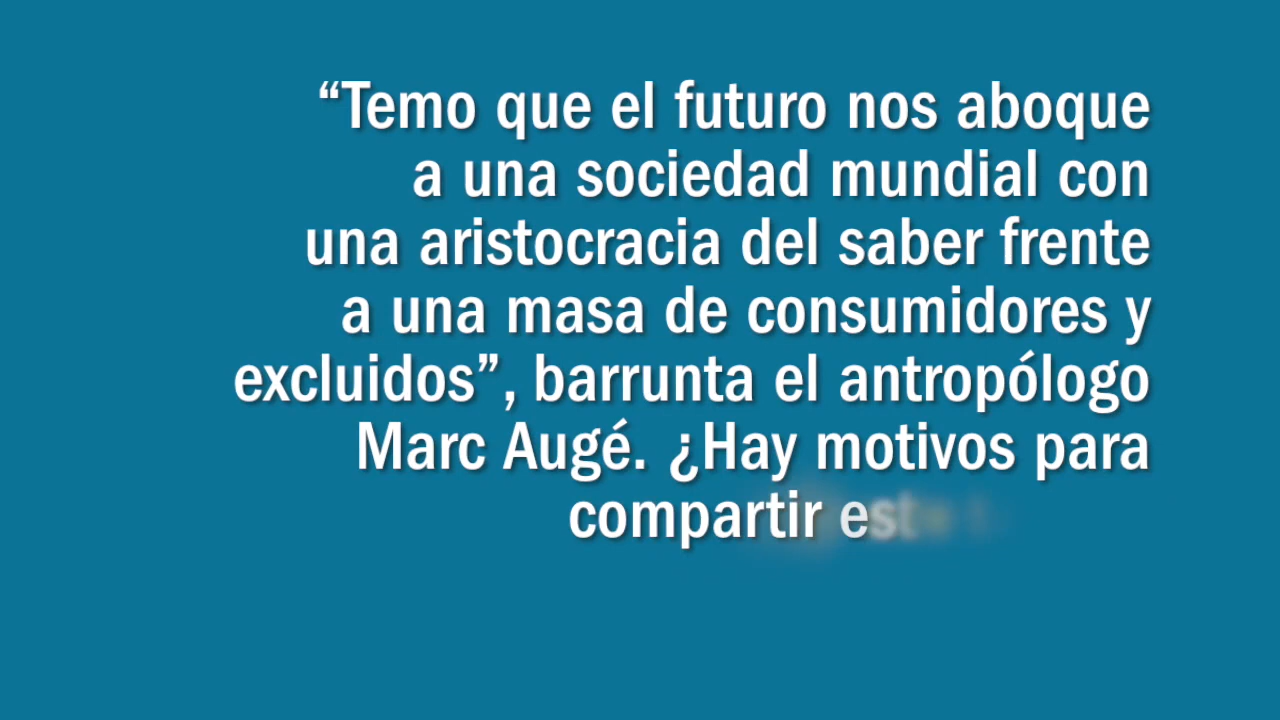 “Temo que el futuro nos aboque
a una sociedad mundial con
una aristocracia del saber frente
a una masa de consumidores y
excluidos”, barrunta el antropólogo
Marc Augé. ¿Hay motivos para
compartir este